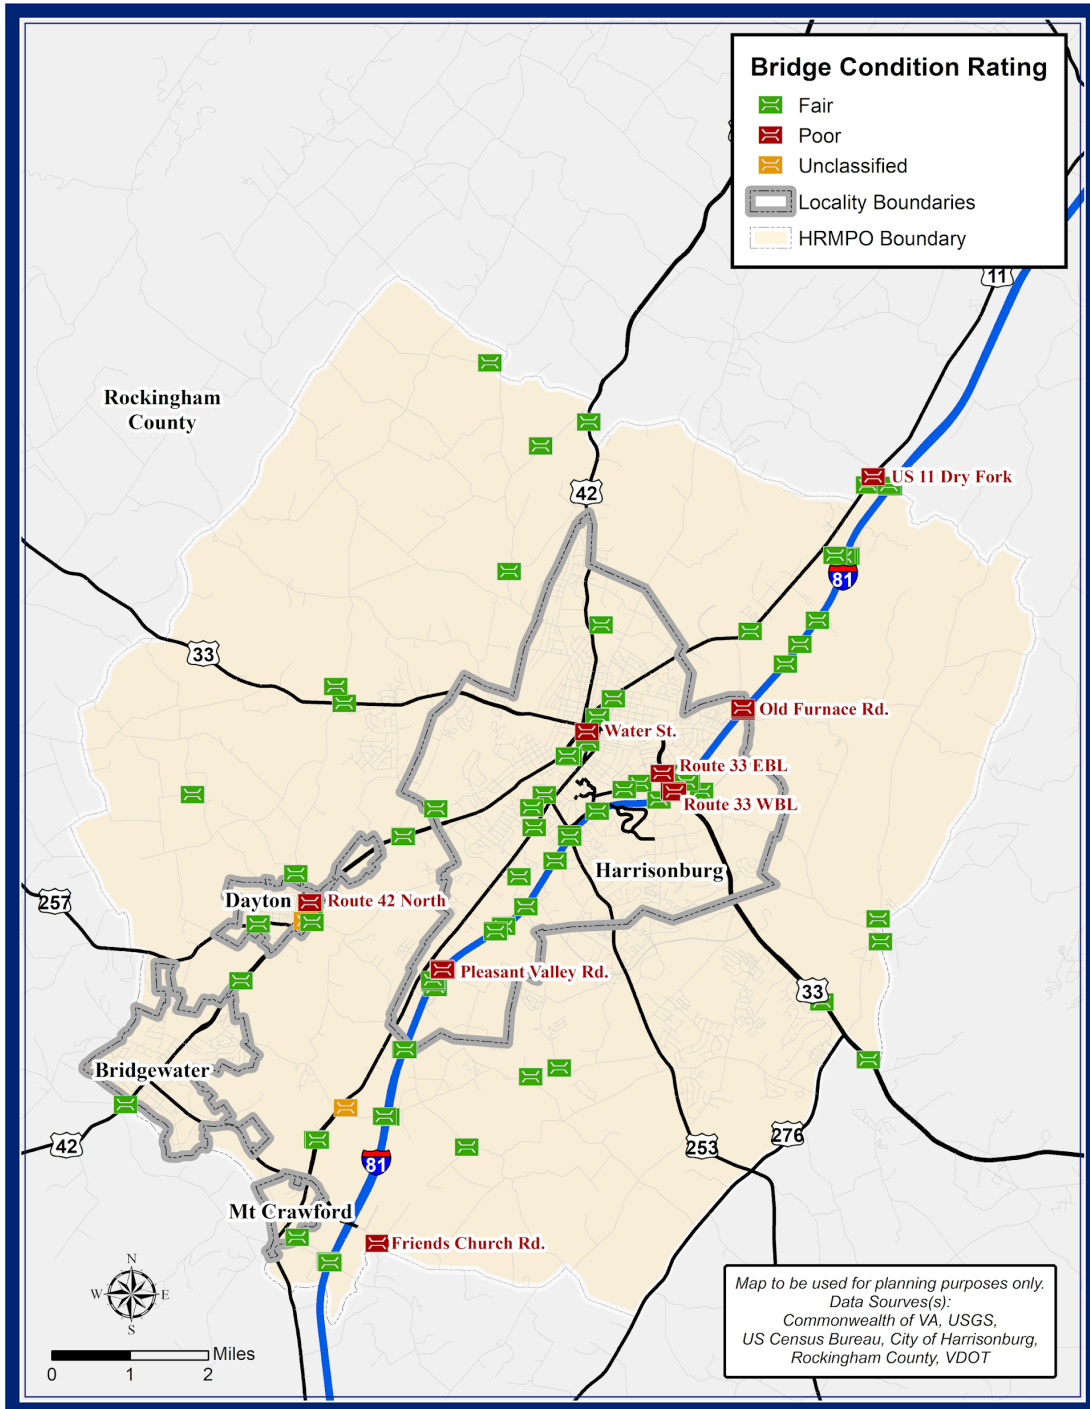 Bridge Condition Rating
Fair
Poor
Unclassified
Locality Boundaries
HRMPO Boundary
11
Rockingham
County
42
US 11 Dry Fork
81
33
Old Furnace Rd.
Water St.
Route 33 EBL
Route 33 WBL
Harrisonburg
257
Dayton
Route 42 North
Pleasant Valley Rd.
33
Bridgewater
42
276
253
81
Mt Crawford
Friends Church Rd.
N
W E
S
Miles
0 1 2
Map to be used for planning purposes only.
Data Sourves(s):
Commonwealth of VA, USGS,
US Census Bureau, City of Harrisonburg,
Rockingham County, VDOT